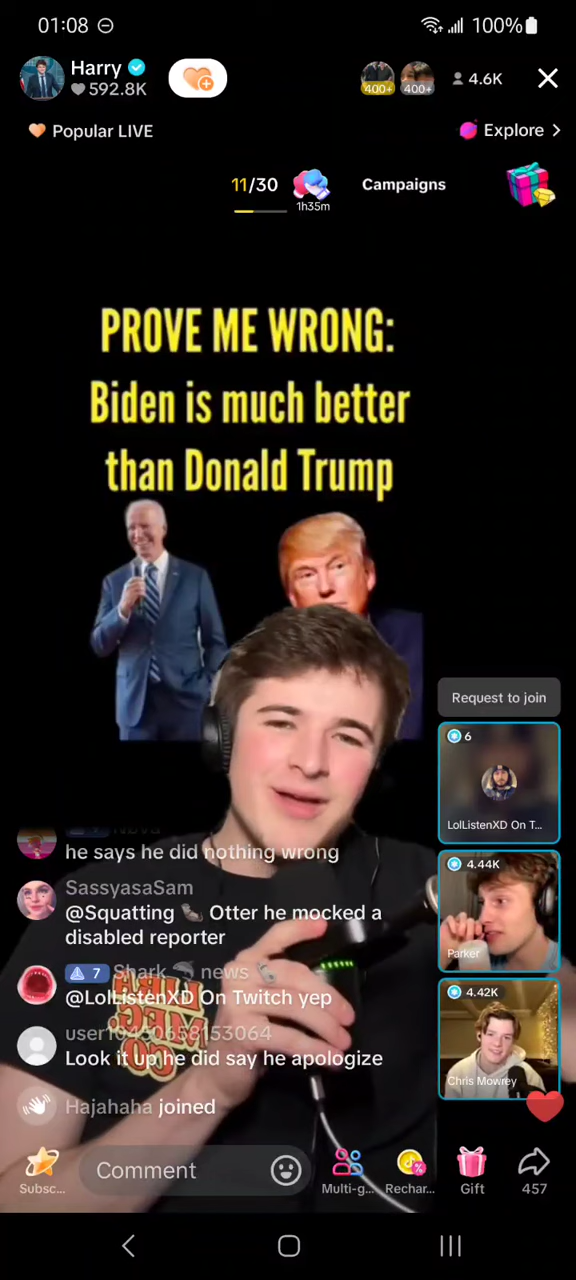 01:08
100%
Harry
592.8K
400+
400+
4.6K
Popular LIVE
Explore
11/30
1h35m
Campaigns
PROVE ME WRONG:
Biden is much better
than Donald Trump
Request to join
6
LolListenXD On T...
he says he did nothing wrong
SassyasaSam
@Squatting Otter he mocked a
disabled reporter
4.44K
Parker
7 Shark news
@LolListenXD On Twitch yep
user10450658153064
Look it up he did say he apologize
4.42K
Chris Mowrey
Hajahaha joined
Comment
Subsc...
Multi-g...
Rechar...
Gift
457